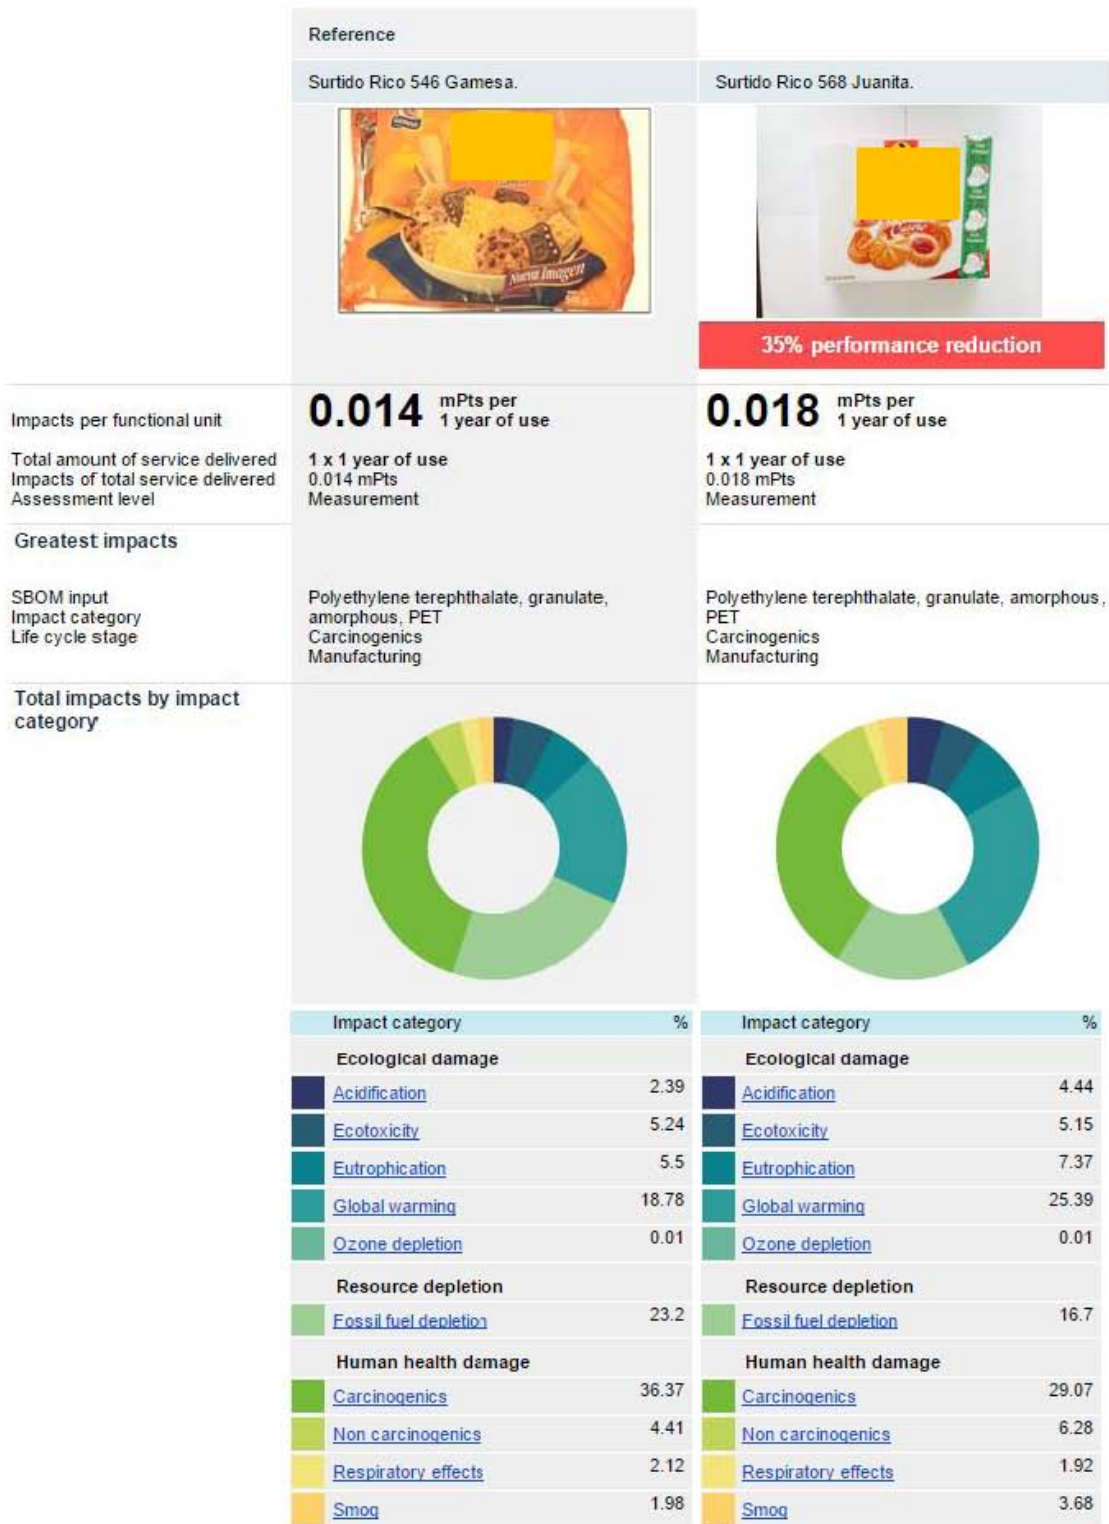 Reference
Surtido Rico 546 Gamesa.
Surtido Rico 568 Juanita.
Nueva Imagen
35% performance reduction
Impacts per functional unit
0.014 mPts per 1 year of use
0.018 mPts per 1 year of use
Total amount of service delivered
1 x 1 year of use
1 x 1 year of use
Impacts of total service delivered
0.014 mPts
0.018 mPts
Assessment level
Measurement
Measurement
Greatest impacts
SBOM input
Polyethylene terephthalate, granulate,
amorphous, PET
Polyethylene terephthalate, granulate, amorphous,
PET
Impact category
Carcinogenics
Carcinogenics
Life cycle stage
Manufacturing
Manufacturing
Total impacts by impact
category
Impact category %
Ecological damage
Acidification 2.39
Ecotoxicity 5.24
Eutrophication 5.5
Global warming 18.78
Ozone depletion 0.01
Resource depletion
Fossil fuel depletion 23.2
Human health damage
Carcinogenics 36.37
Non carcinogenics 4.41
Respiratory effects 2.12
Smog 1.98
Impact category %
Ecological damage
Acidification 4.44
Ecotoxicity 5.15
Eutrophication 7.37
Global warming 25.39
Ozone depletion 0.01
Resource depletion
Fossil fuel depletion 16.7
Human health damage
Carcinogenics 29.07
Non carcinogenics 6.28
Respiratory effects 1.92
Smog 3.68